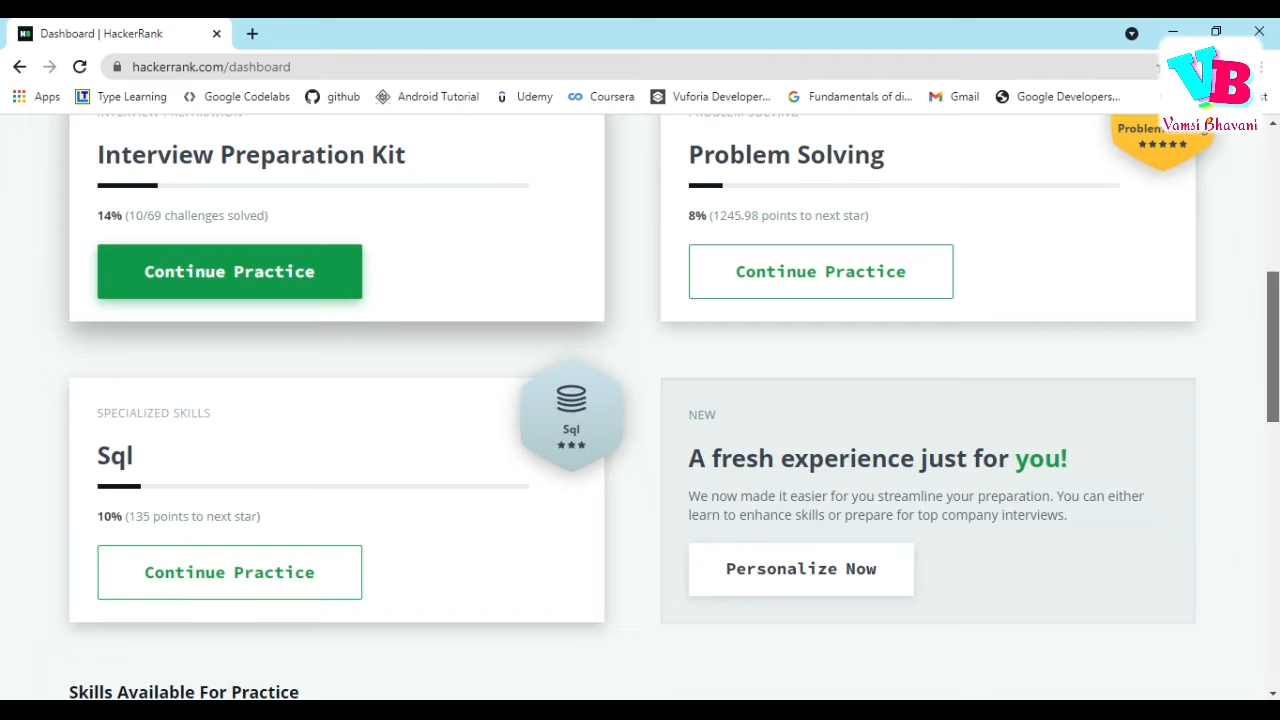 Dashboard | HackerRank
hackerrank.com/dashboard
Apps Type Learning Google Codelabs github Android Tutorial Udemy Coursera Vuforia Developer... Fundamentals of di... Gmail Google Developers...
VB
Vamsi Bhavani
INTERVIEW PREPARATION
Interview Preparation Kit
14% (10/69 challenges solved)
Continue Practice
PROBLEM SOLVING
Problem Solving
8% (1245.98 points to next star)
Continue Practice
SPECIALIZED SKILLS
Sql
10% (135 points to next star)
Continue Practice
Sql
NEW
A fresh experience just for you!
We now made it easier for you streamline your preparation. You can either
learn to enhance skills or prepare for top company interviews.
Personalize Now
Skills Available For Practice